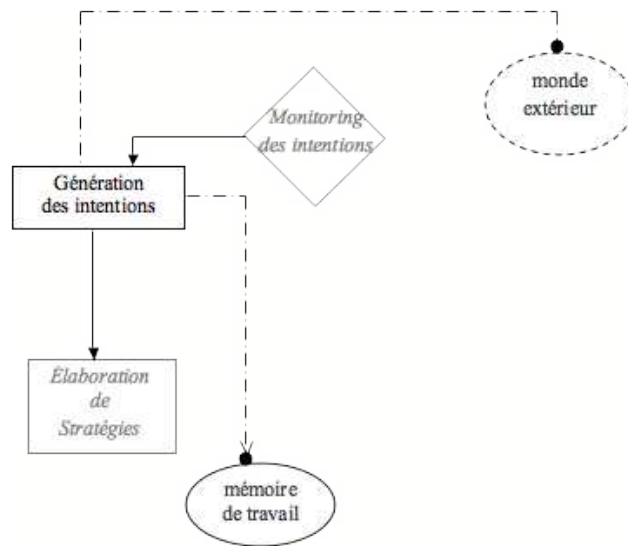 monde
extérieur
Monitoring
des intentions
Génération
des intentions
Élaboration
de
Stratégies
mémoire
de travail